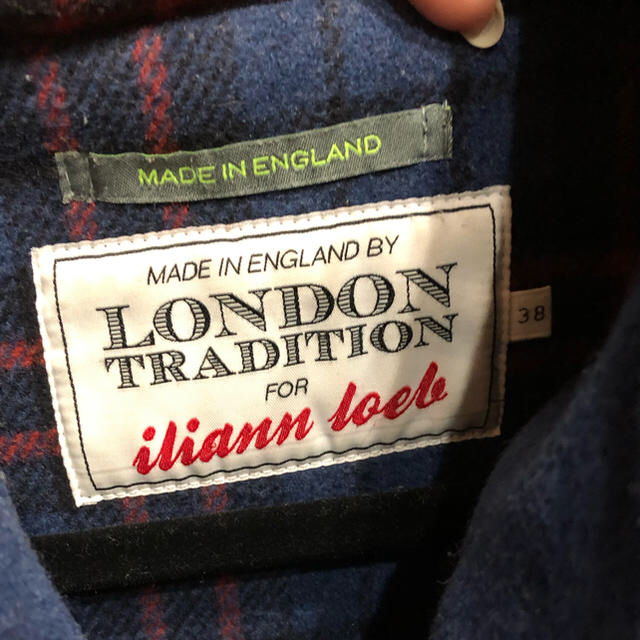 MADE IN ENGLAND
MADE IN ENGLAND BY
LONDON
TRADITION
FOR
iliann loeb
38